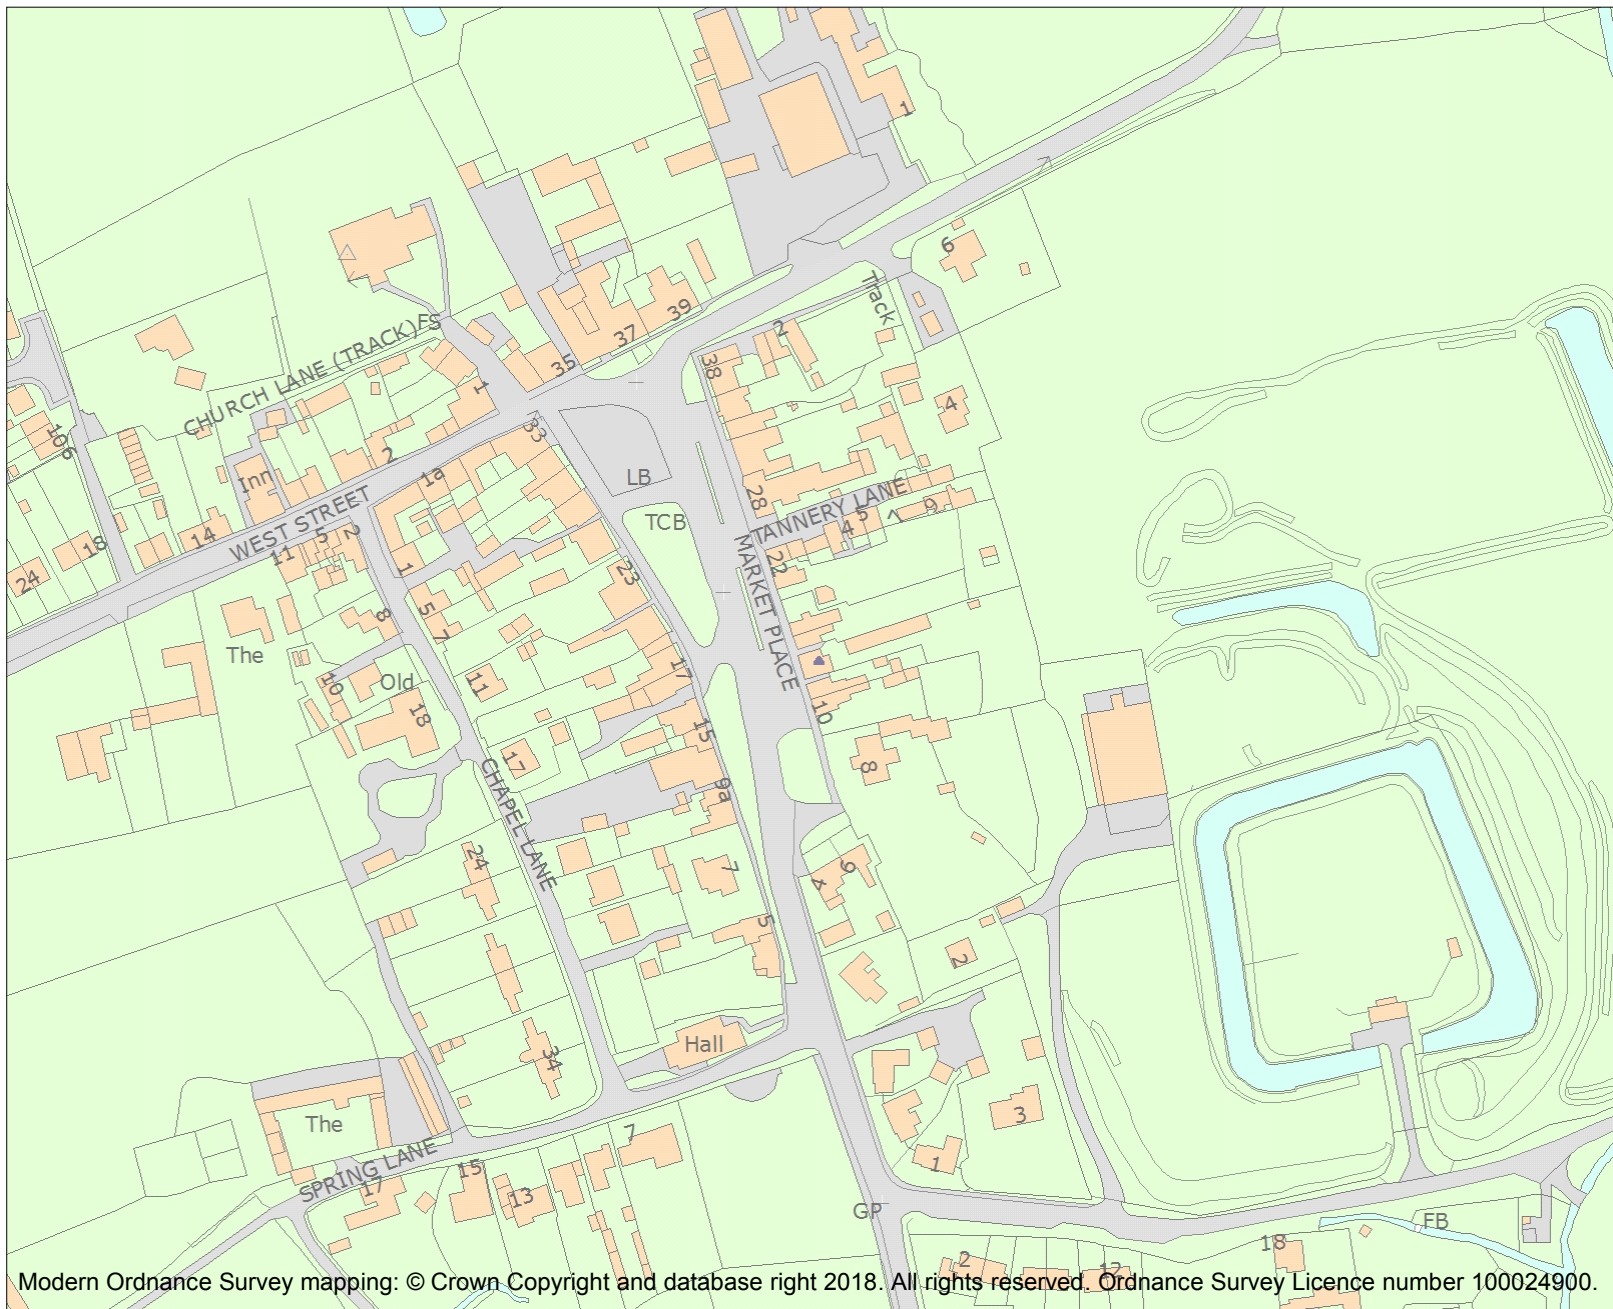 1
6
Track
39
37
35
2
38
FS
CHURCH LANE (TRACK)
1
4
33
106
2
1a
Inn
LB
28
TCB
TANNERY LANE
WEST STREET
14
18
24
11
5
2
1
4
5
7
9
22
MARKET PLACE
23
5
7
8
The
10
Old
18
11
17
17
15
10
8
9a
CHAPEL LANE
24
7
4
6
5
2
34
Hall
3
1
The
SPRING LANE
17
15
13
7
GP
FB
18
2
12
Modern Ordnance Survey mapping: © Crown Copyright and database right 2018. All rights reserved. Ordnance Survey Licence number 100024900.